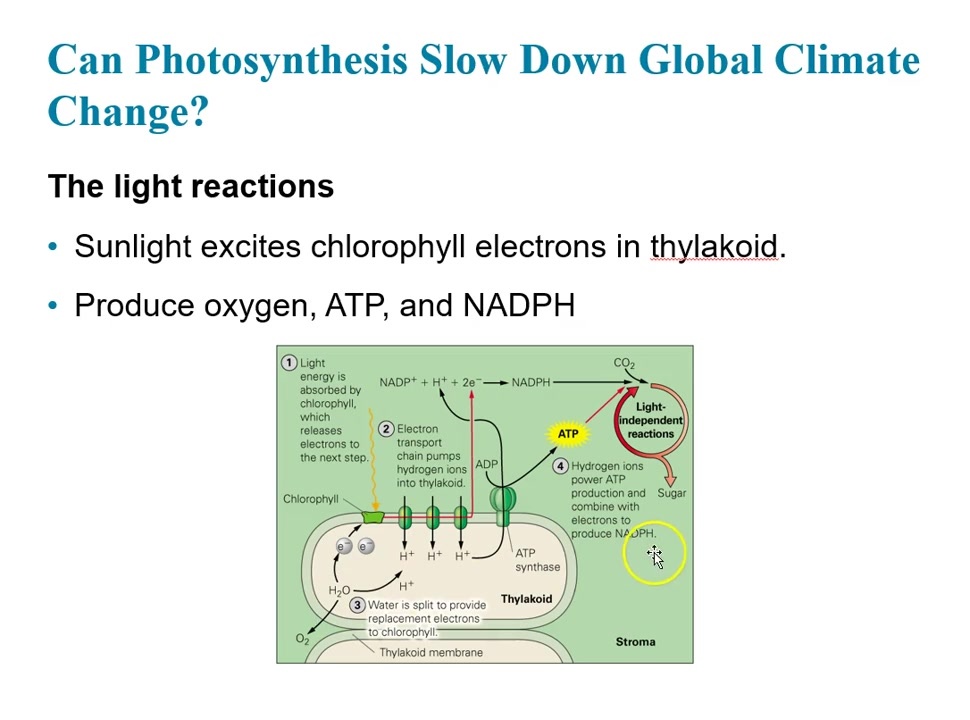 Can Photosynthesis Slow Down Global Climate
Change?
The light reactions
• Sunlight excites chlorophyll electrons in thylakoid.
• Produce oxygen, ATP, and NADPH
1 Light
energy is
absorbed by
chlorophyll,
which
releases
electrons to
the next step.
NADP⁺ + H⁺ + 2e⁻ → NADPH
CO₂
Light-
independent
reactions
2 Electron
transport
chain pumps
hydrogen ions
into thylakoid.
ATP
ADP
4 Hydrogen ions
power ATP
production and
combine with
electrons to
produce NADPH.
Sugar
Chlorophyll
e⁻ e⁻
H⁺ H⁺ H⁺
ATP
synthase
H₂O
H⁺
3 Water is split to provide
replacement electrons
to chlorophyll.
Thylakoid
O₂
Thylakoid membrane
Stroma